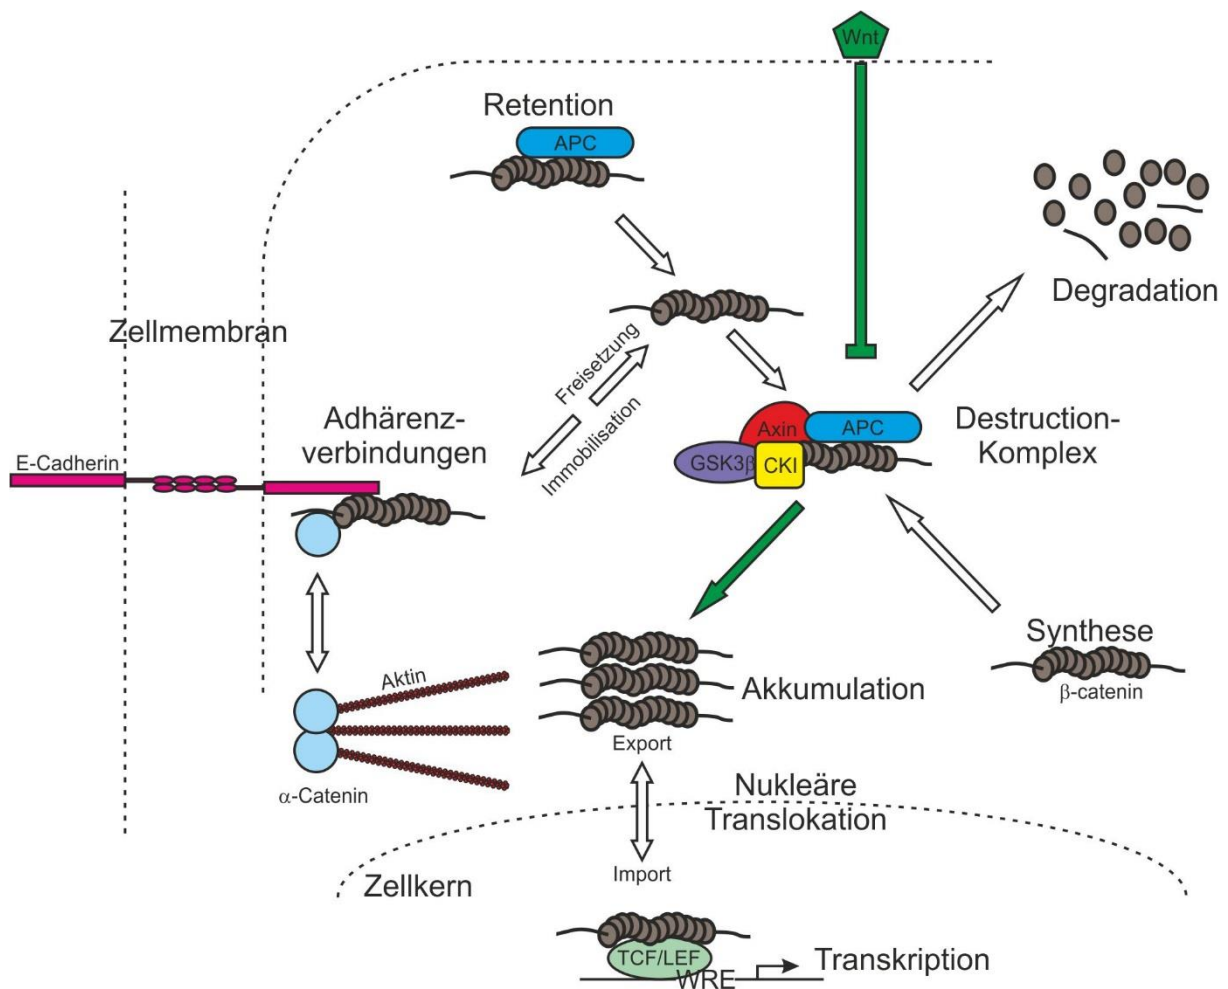 Wnt
Retention
APC
Degradation
Zellmembran
Freisetzung
Immobilisation
Adhärenz-
verbindungen
E-Cadherin
Axin
APC
GSK3β
CKI
Destruction-
Komplex
Synthese
β-catenin
Aktin
α-Catenin
Akkumulation
Export
Nukleäre
Translokation
Import
Zellkern
TCF/LEF
WRE
Transkription